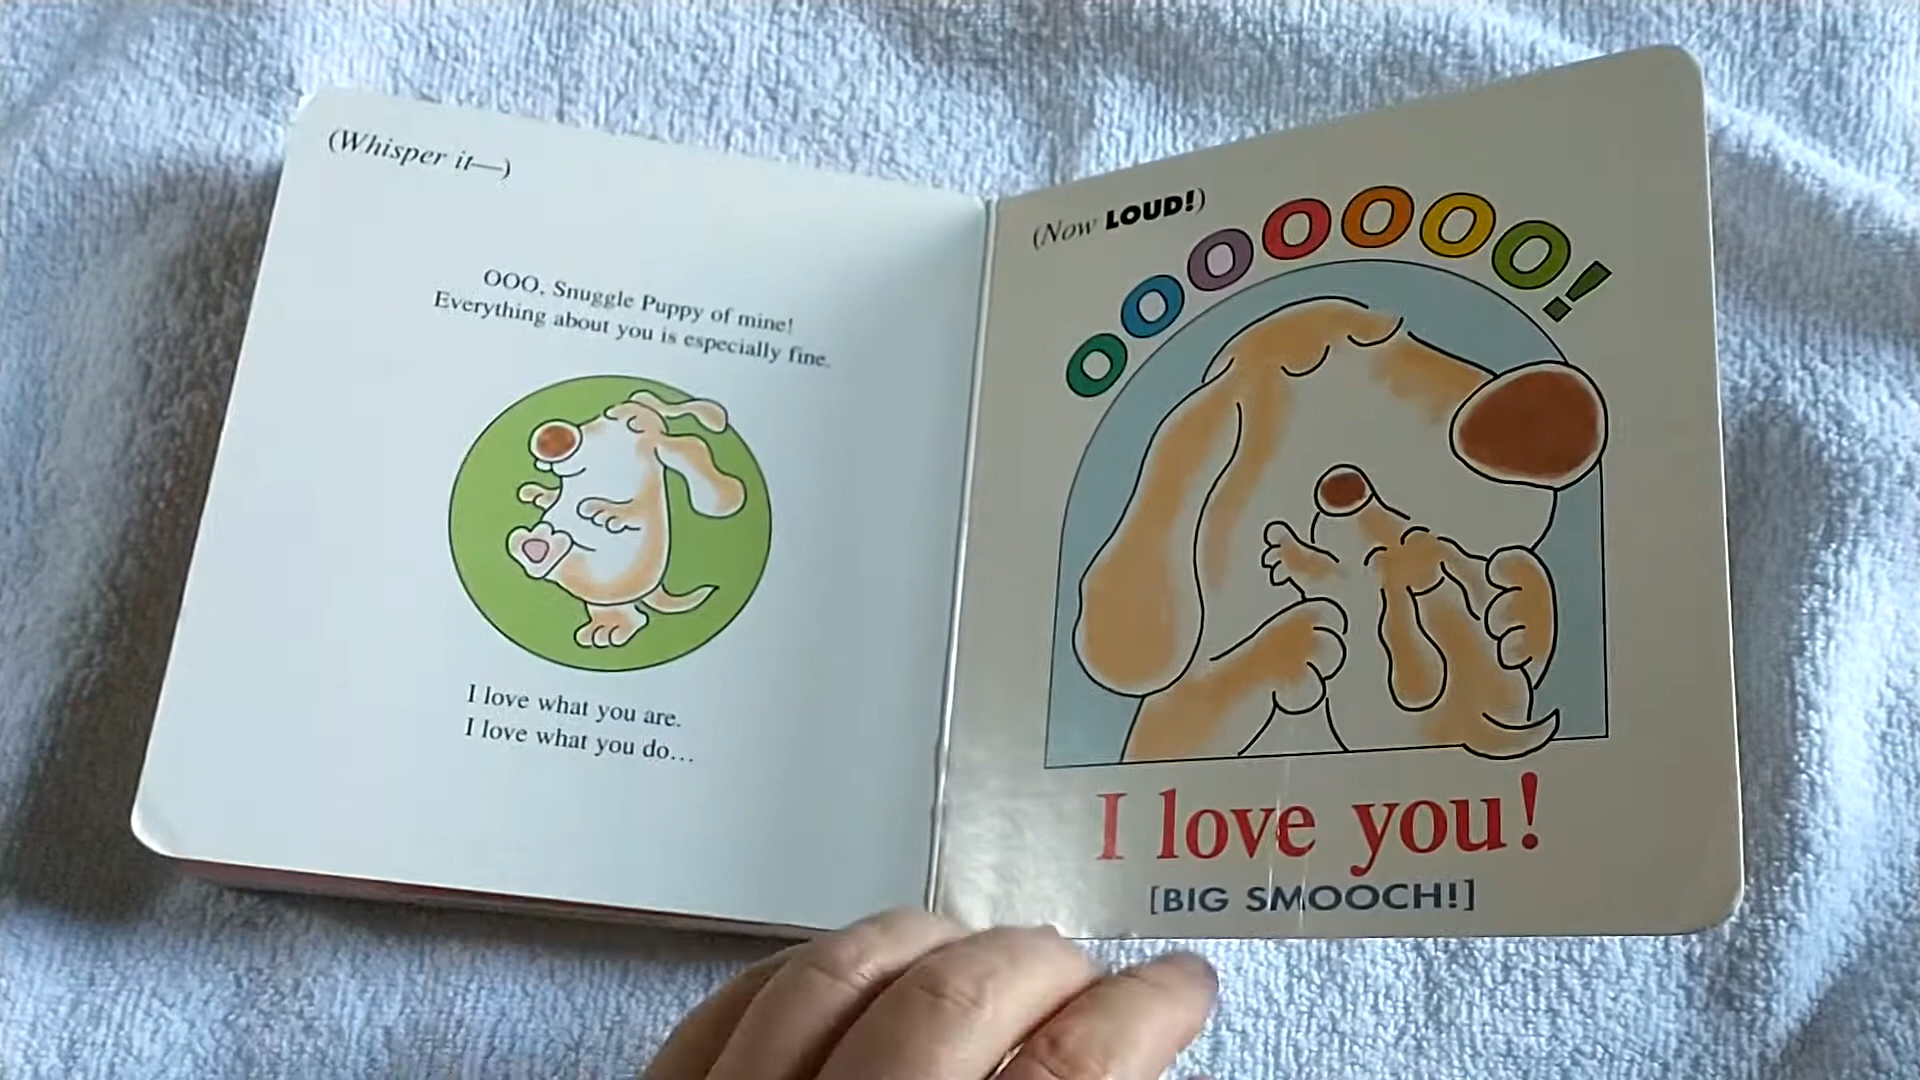 (Whisper it—)
OOO, Snuggle Puppy of mine!
Everything about you is especially fine.
I love what you are.
I love what you do...
(Now LOUD!)
OOOOOOO!
I love you!
[BIG SMOOCH!]